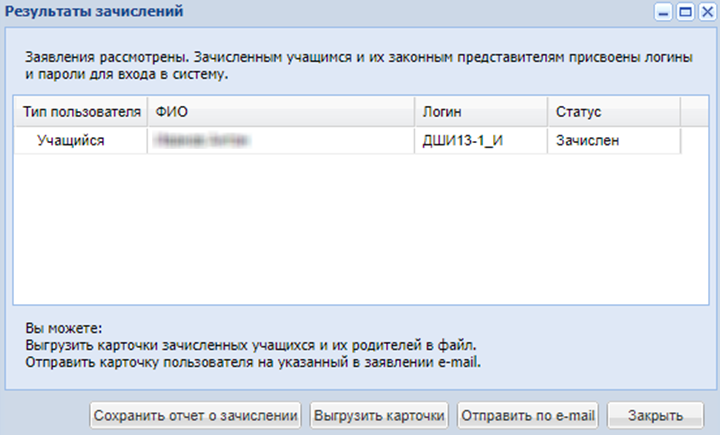 Результаты зачислений
Заявления рассмотрены. Зачисленным учащимся и их законным представителям присвоены логины
и пароли для входа в систему.
Тип пользователя ФИО Логин Статус
Учащийся ДШИ13-1_И Зачислен
Вы можете:
Выгрузить карточки зачисленных учащихся и их родителей в файл.
Отправить карточку пользователя на указанный в заявлении e-mail.
Сохранить отчет о зачислении Выгрузить карточки Отправить по e-mail Закрыть